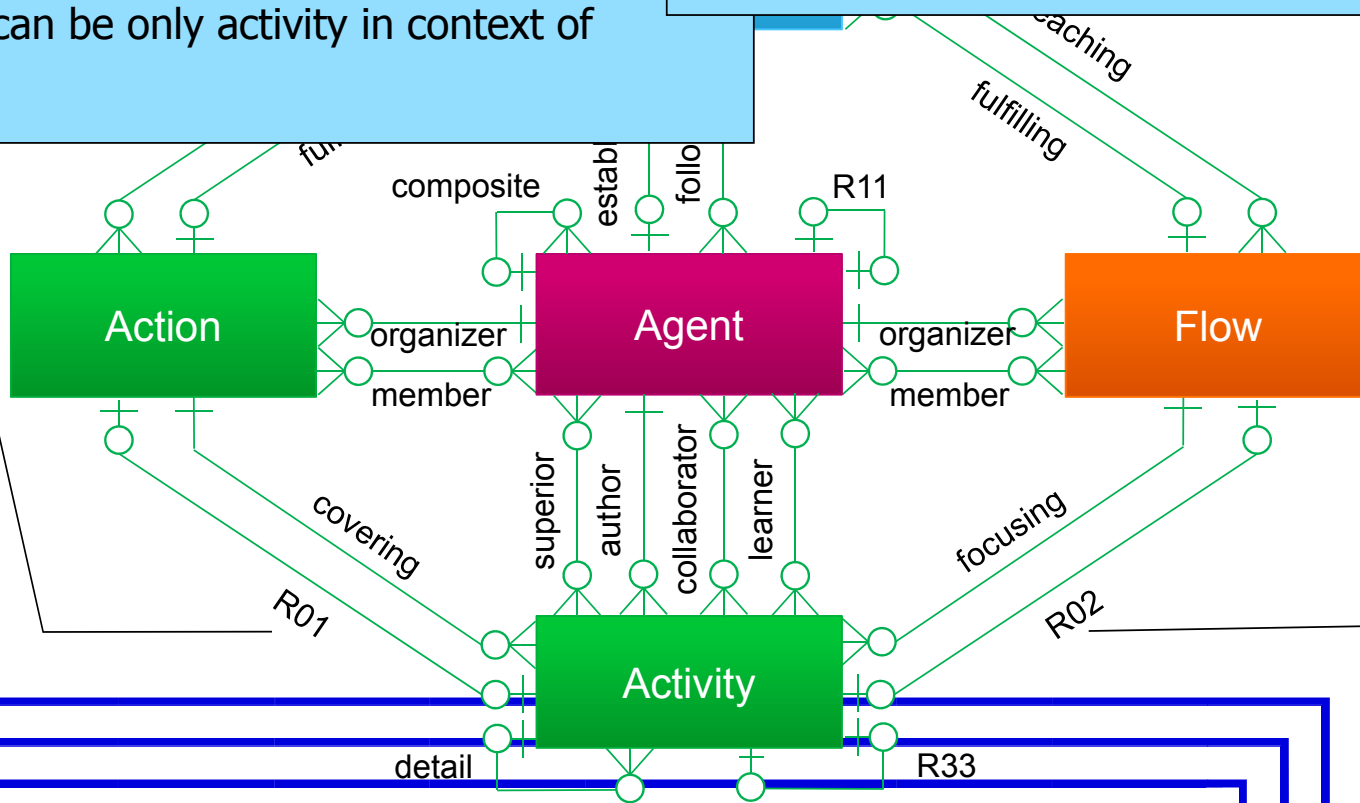 can be only activity in context of
fulfilling
composite
R11
Action
Agent
Flow
organizer
organizer
member
member
superior
author
collaborator
learner
covering
focusing
R01
R02
Activity
detail
R33